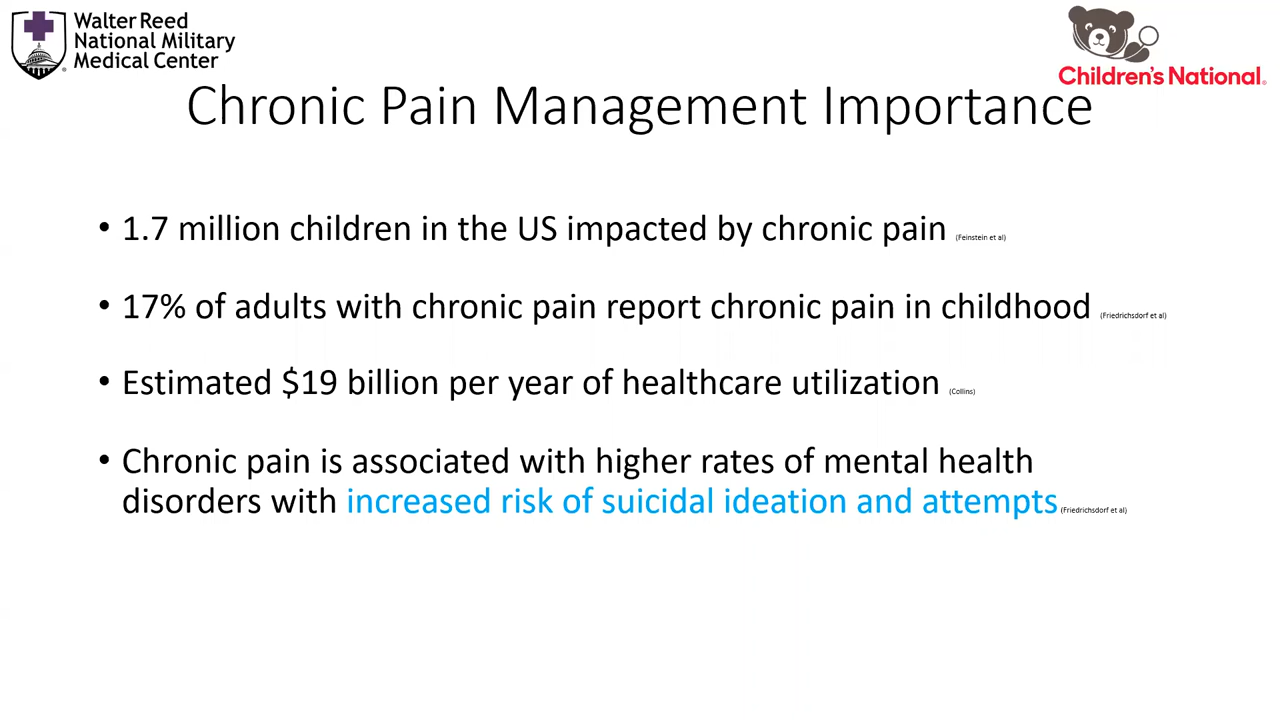 Walter Reed
National Military
Medical Center
Children's National®
Chronic Pain Management Importance
• 1.7 million children in the US impacted by chronic pain (Feinstein et al)
• 17% of adults with chronic pain report chronic pain in childhood (Friedrichsdorf et al)
• Estimated $19 billion per year of healthcare utilization (Collins)
• Chronic pain is associated with higher rates of mental health
disorders with increased risk of suicidal ideation and attempts (Friedrichsdorf et al)